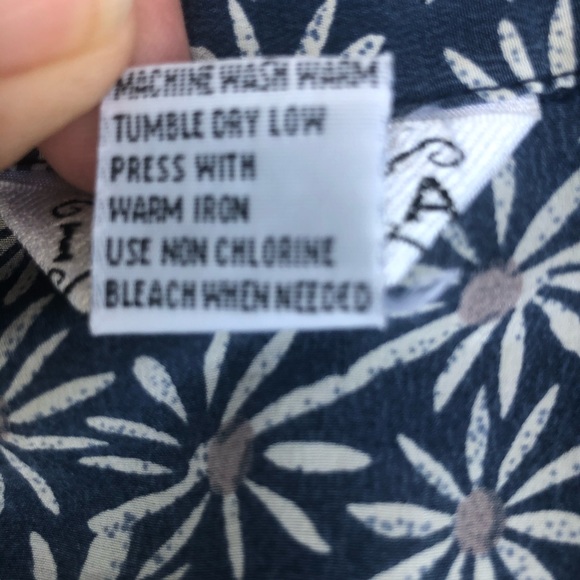 MACHINE WASH WARM
TUMBLE DRY LOW
PRESS WITH
WARM IRON
USE NON CHLORINE
BLEACH WHEN NEEDED